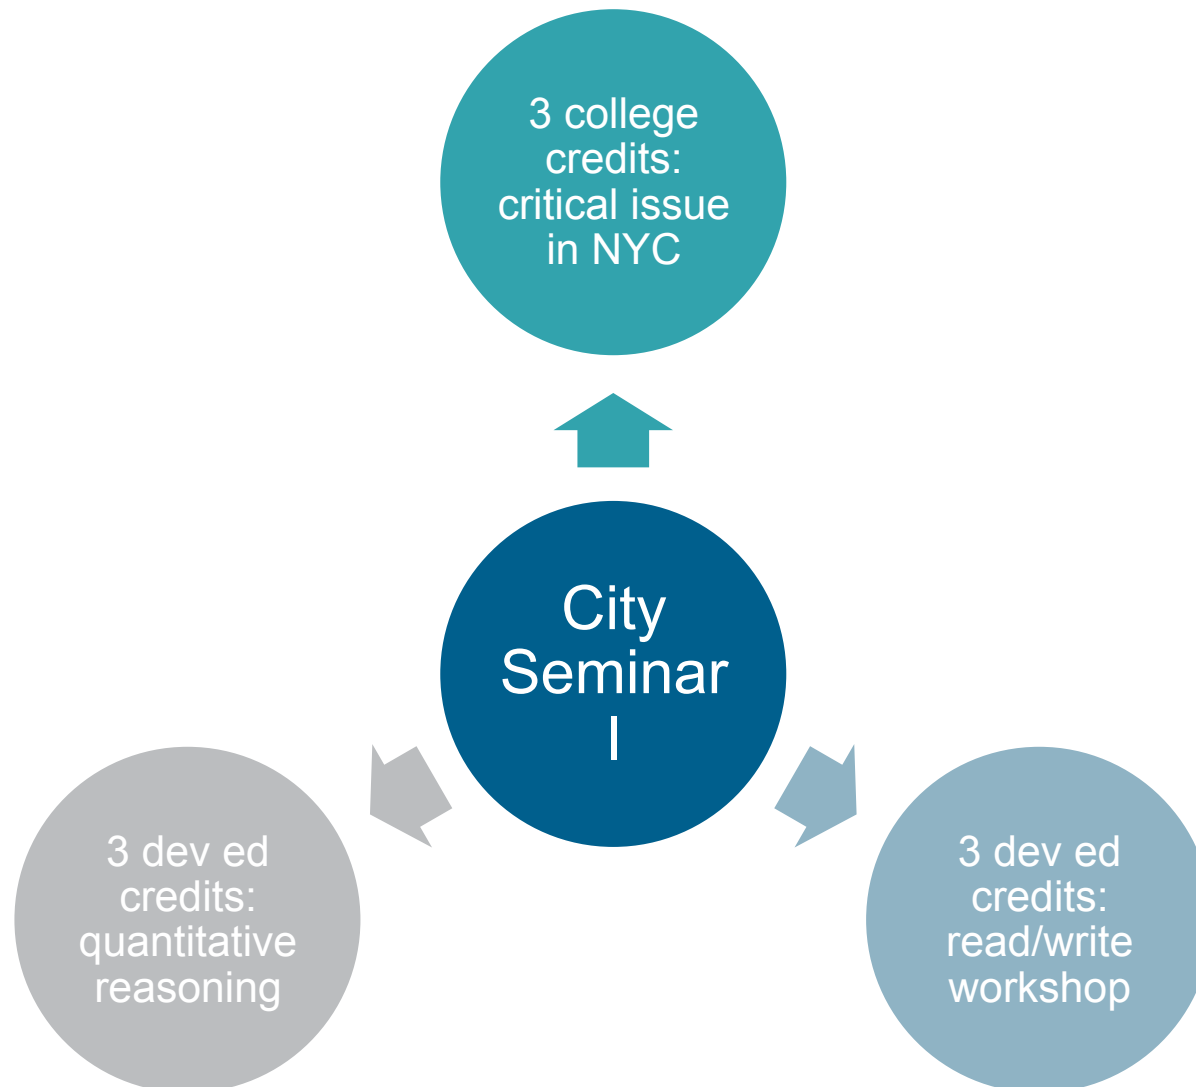 3 college
credits:
critical issue
in NYC
City
Seminar
I
3 dev ed
credits:
quantitative
reasoning
3 dev ed
credits:
read/write
workshop